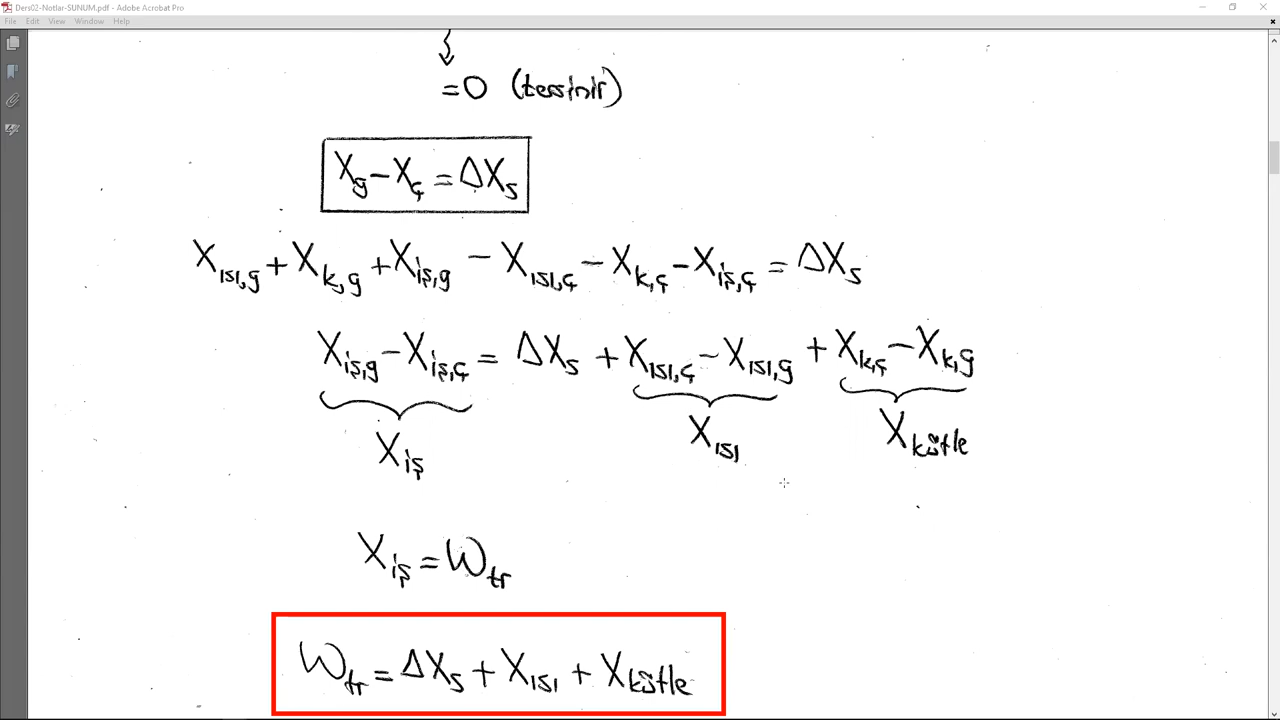 Ders02-Notlar-SUNUM.pdf - Adobe Acrobat Pro
File Edit View Window Help
=0 (tersinir)
Xg - Xç = ΔXs
Xısı,g + Xk,g + Xiş,g - Xısı,ç - Xk,ç - Xiş,ç = ΔXs
Xiş,g - Xiş,ç = ΔXs + Xısı,ç - Xısı,g + Xk,ç - Xk,g
Xiş Xısı Xkütle
Xiş = Wtr
Wtr = ΔXs + Xısı + Xkütle